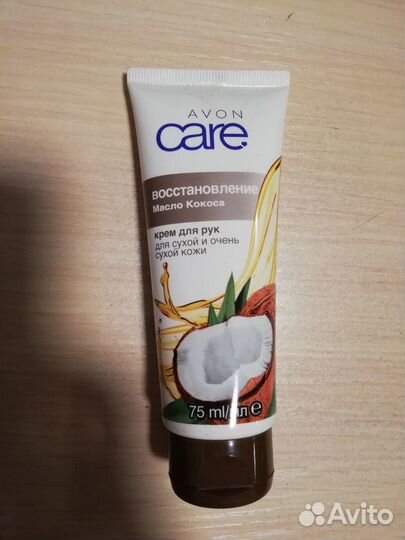 AVON
care
восстановление
Масло Кокоса
крем для рук
для сухой и очень
сухой кожи
75 ml/мл e
Avito